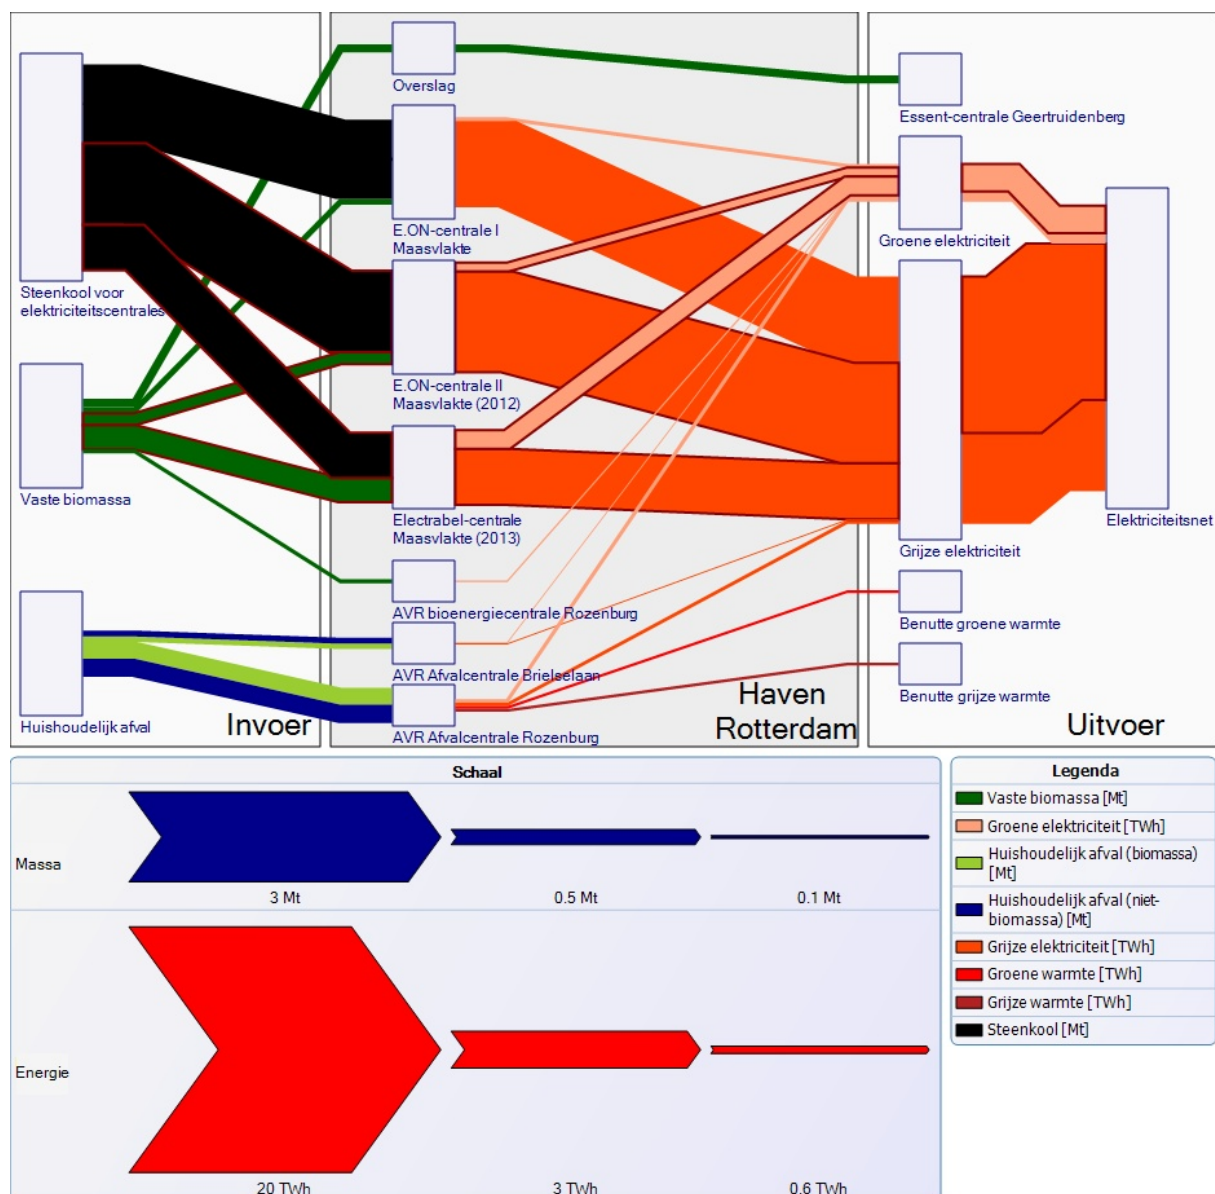 Overslag
Essent-centrale Geertruidenberg
E.ON-centrale I
Maasvlakte
Groene elektriciteit
Steenkool voor
elektriciteitscentrales
E.ON-centrale II
Maasvlakte (2012)
Vaste biomassa
Electrabel-centrale
Maasvlakte (2013)
Grijze elektriciteit
Elektriciteitsnet
AVR bioenergiecentrale Rozenburg
Benutte groene warmte
AVR Afvalcentrale Brielselaan
Benutte grijze warmte
Huishoudelijk afval
AVR Afvalcentrale Rozenburg
Invoer
Haven
Rotterdam
Uitvoer
Schaal
Massa
3 Mt
0.5 Mt
0.1 Mt
Energie
20 TWh
3 TWh
0.6 TWh
Legenda
Vaste biomassa [Mt]
Groene elektriciteit [TWh]
Huishoudelijk afval (biomassa)
[Mt]
Huishoudelijk afval (niet-
biomassa) [Mt]
Grijze elektriciteit [TWh]
Groene warmte [TWh]
Grijze warmte [TWh]
Steenkool [Mt]